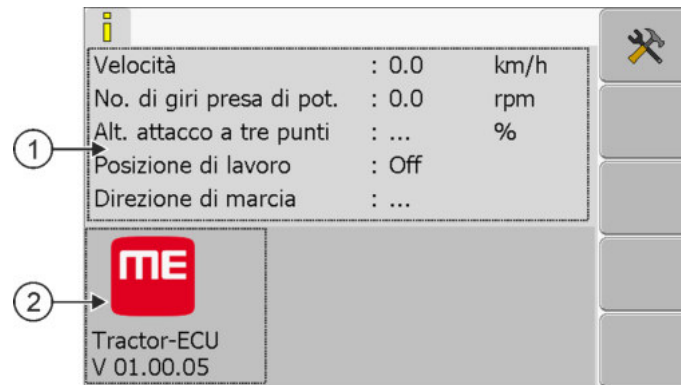 i
Velocità : 0.0 km/h
No. di giri presa di pot. : 0.0 rpm
Alt. attacco a tre punti : ... %
1
Posizione di lavoro : Off
Direzione di marcia : ...
ME
2
Tractor-ECU
V 01.00.05